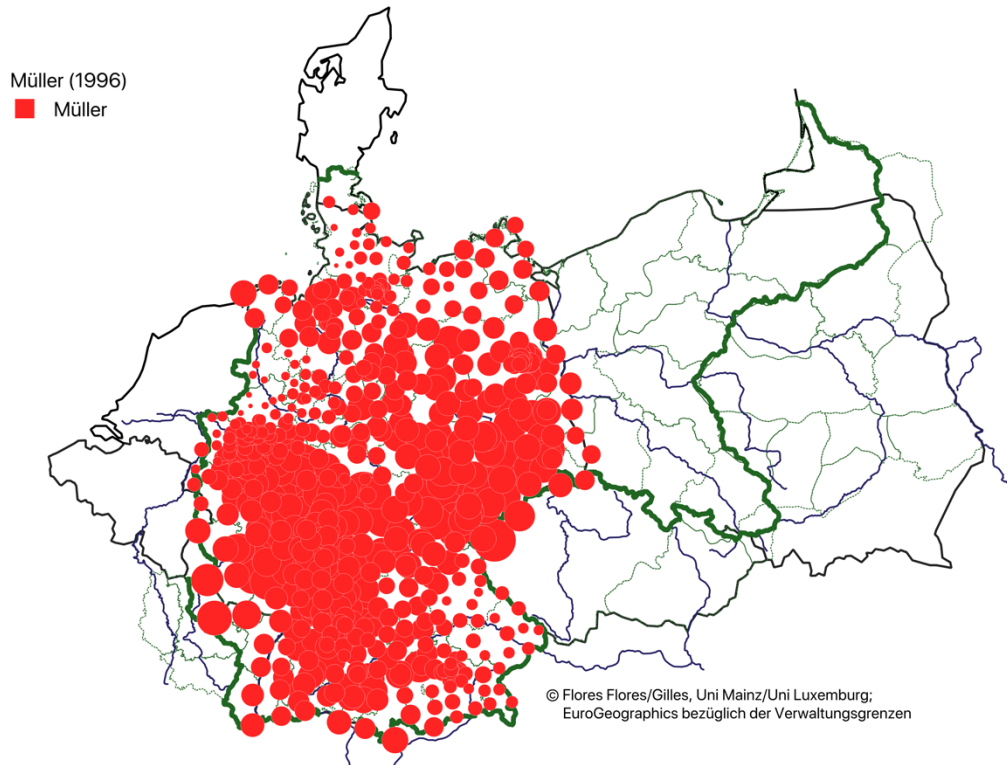 Müller (1996)
Müller
© Flores Flores/Gilles, Uni Mainz/Uni Luxemburg;
EuroGeographics bezüglich der Verwaltungsgrenzen